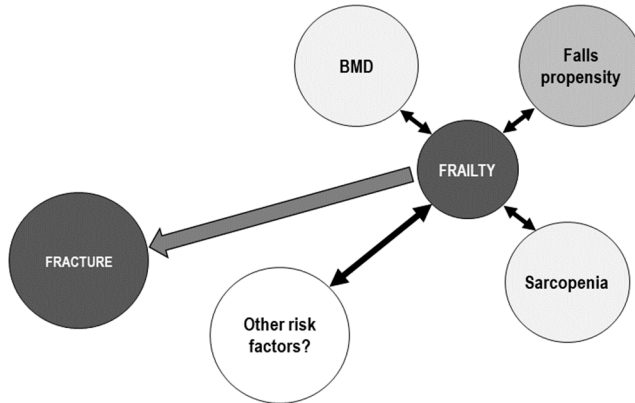 BMD
Falls
propensity
FRAILTY
FRACTURE
Sarcopenia
Other risk
factors?